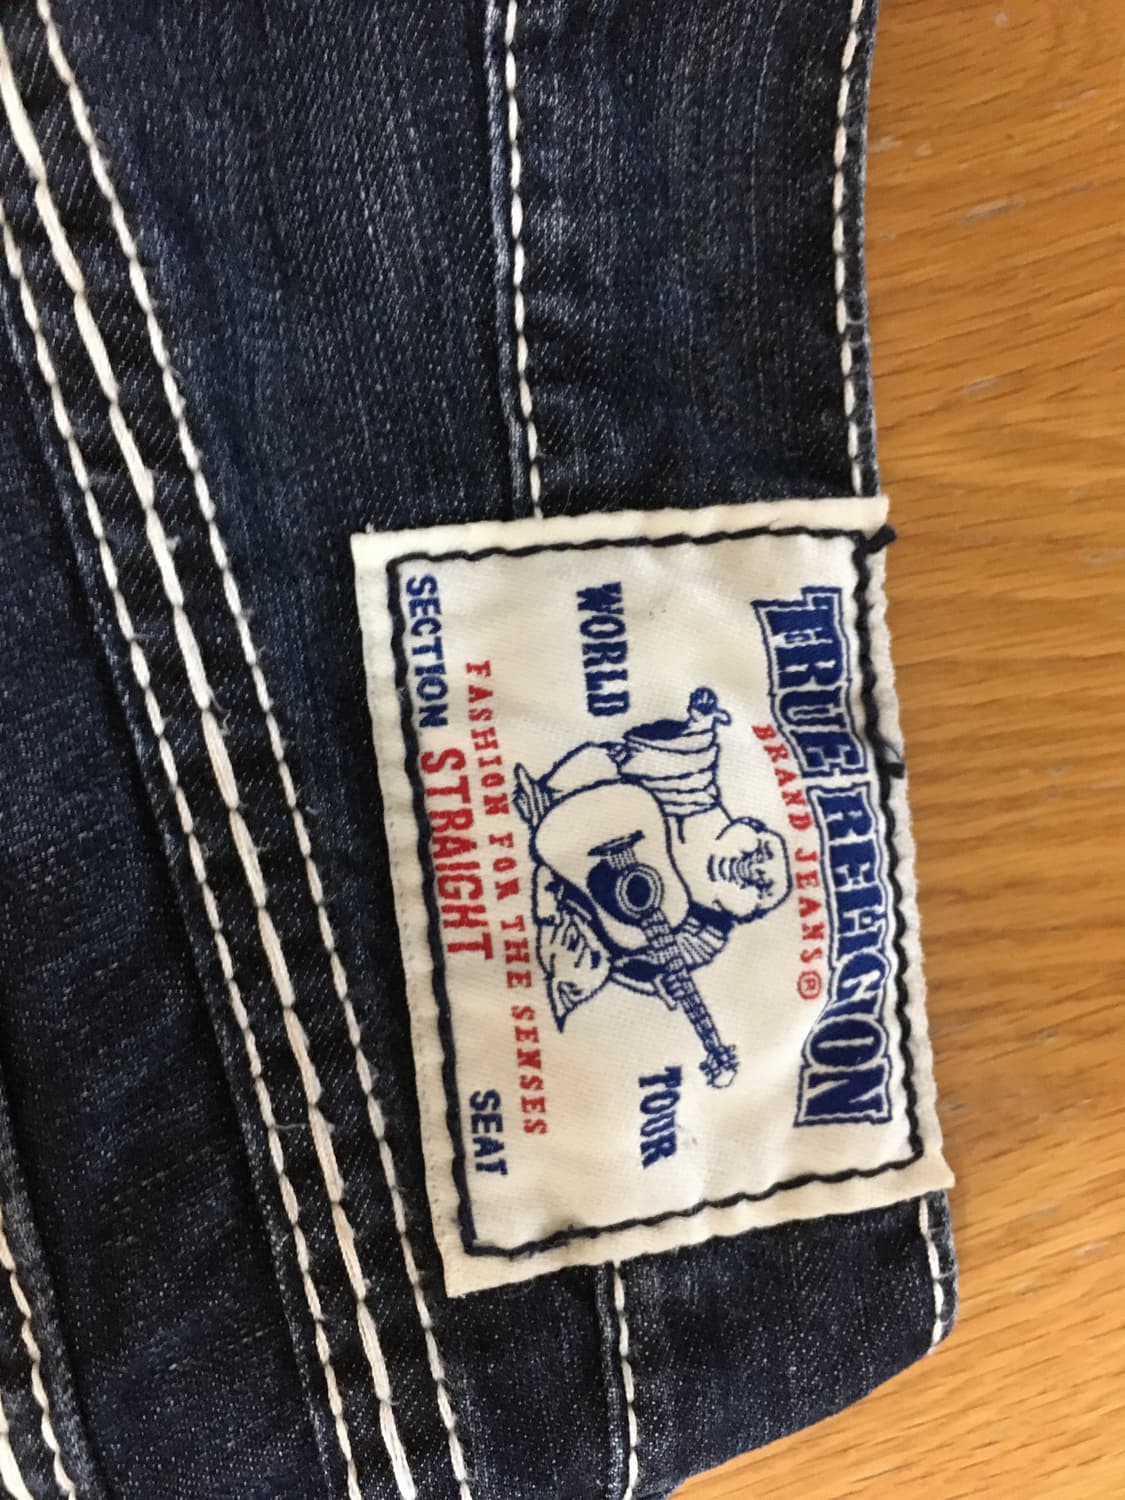 TRUE RELIGION
BRAND JEANS®
WORLD TOUR
FASHION FOR THE SENSES
SECTION STRAIGHT SEAT